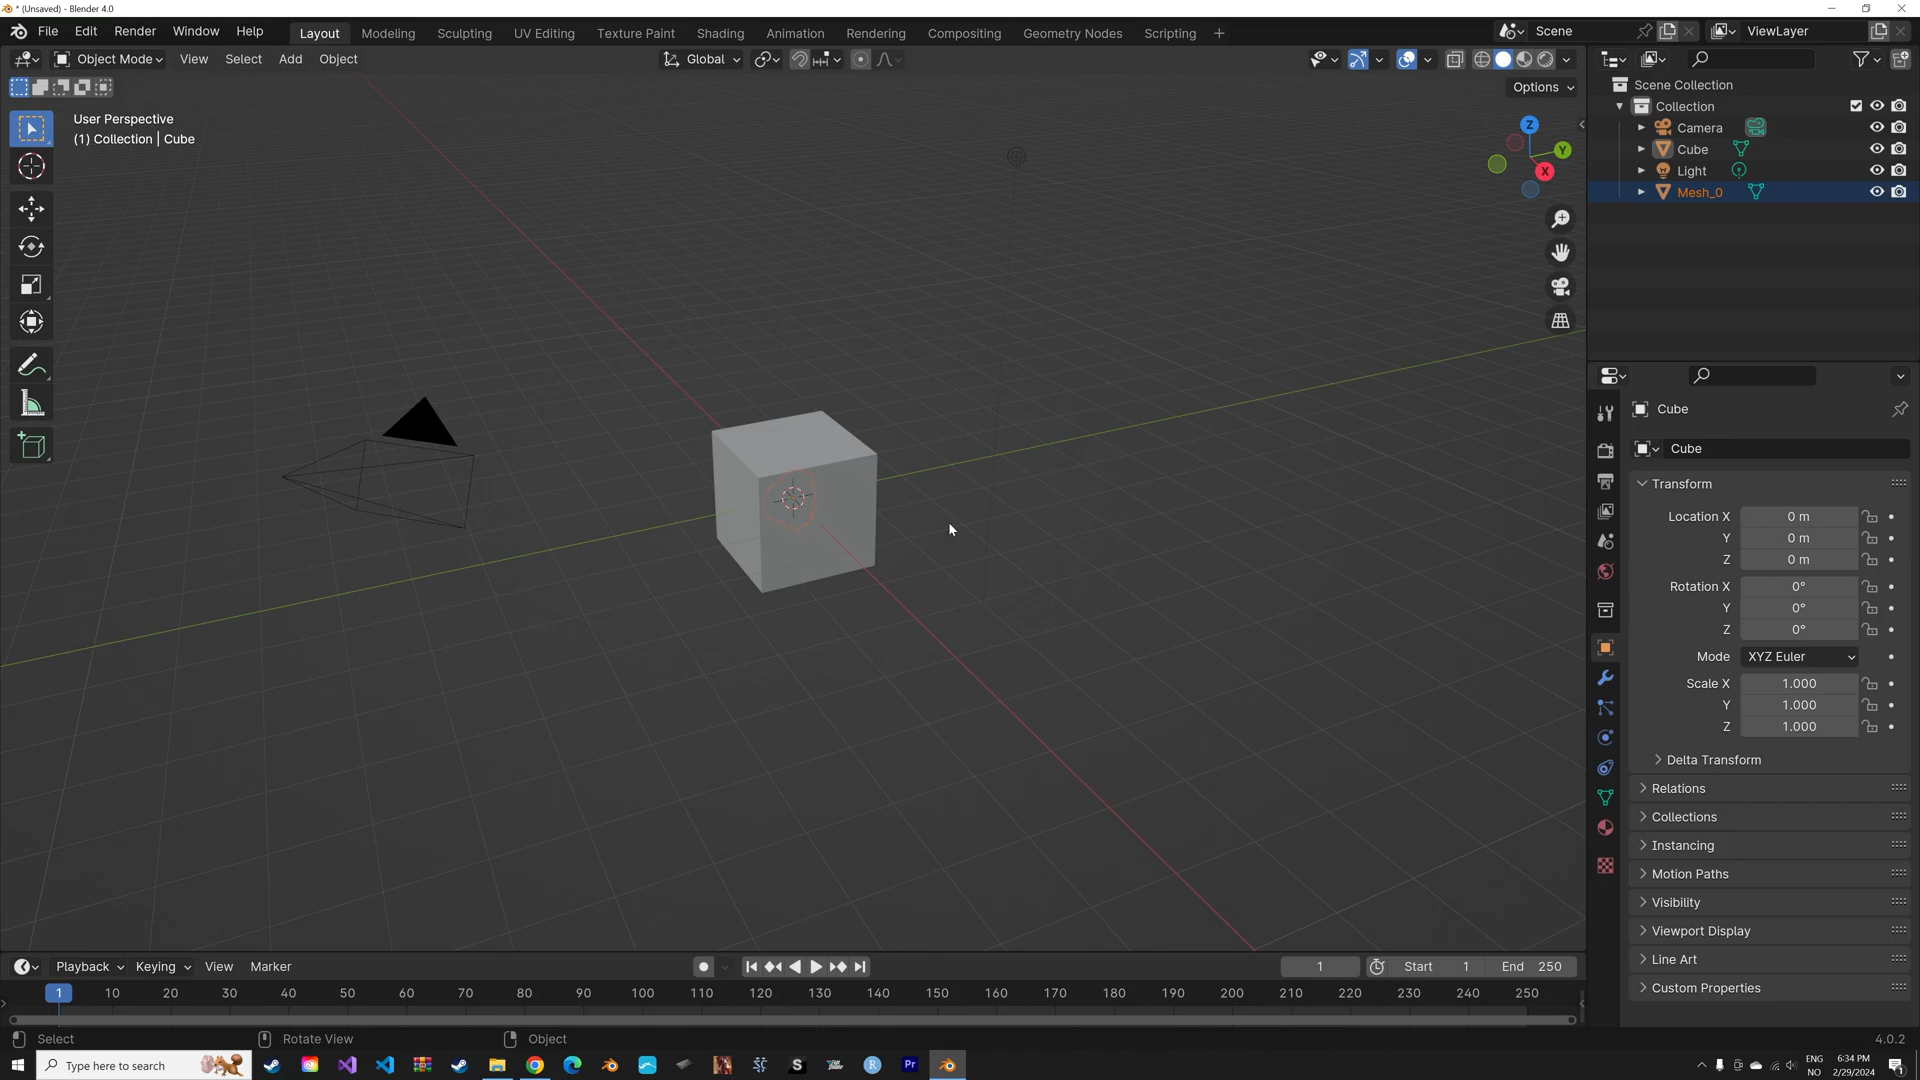 * (Unsaved) - Blender 4.0
File Edit Render Window Help Layout Modeling Sculpting UV Editing Texture Paint Shading Animation Rendering Compositing Geometry Nodes Scripting + Scene ViewLayer
Object Mode View Select Add Object Global
Options
User Perspective
(1) Collection | Cube
Z
Y
X
Scene Collection
Collection
Camera
Cube
Light
Mesh_0
Cube
Cube
Transform
Location X 0 m
Y 0 m
Z 0 m
Rotation X 0°
Y 0°
Z 0°
Mode XYZ Euler
Scale X 1.000
Y 1.000
Z 1.000
Delta Transform
Relations
Collections
Instancing
Motion Paths
Visibility
Viewport Display
Line Art
Custom Properties
Playback Keying View Marker 1 Start 1 End 250
1 10 20 30 40 50 60 70 80 90 100 110 120 130 140 150 160 170 180 190 200 210 220 230 240 250
Select Rotate View Object 4.0.2
Type here to search S R Pr
ENG 6:34 PM
NO 2/29/2024 1